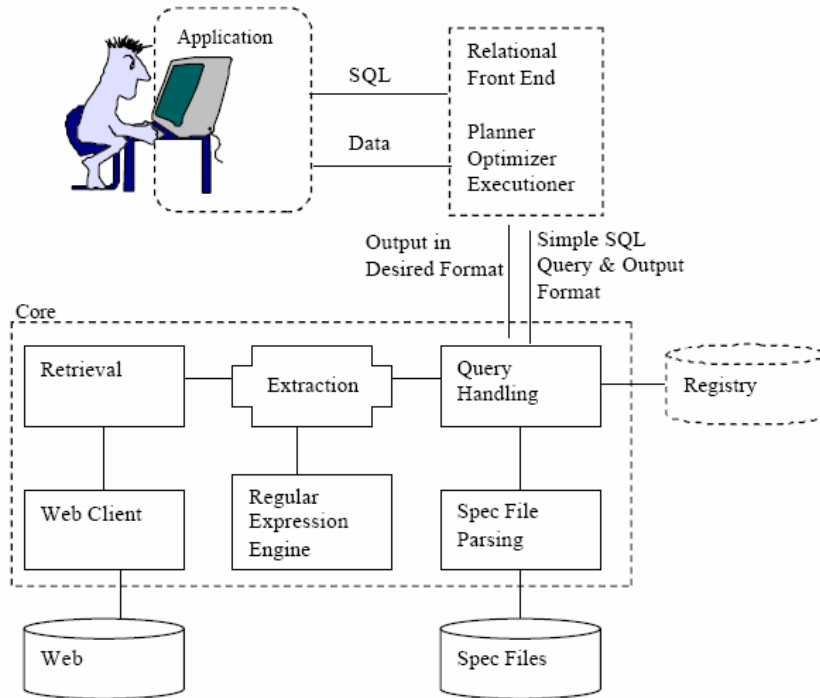 Application
SQL
Data
Relational
Front End
Planner
Optimizer
Executioner
Output in
Desired Format
Simple SQL
Query & Output
Format
Core
Retrieval
Extraction
Query
Handling
Registry
Web Client
Regular
Expression
Engine
Spec File
Parsing
Web
Spec Files